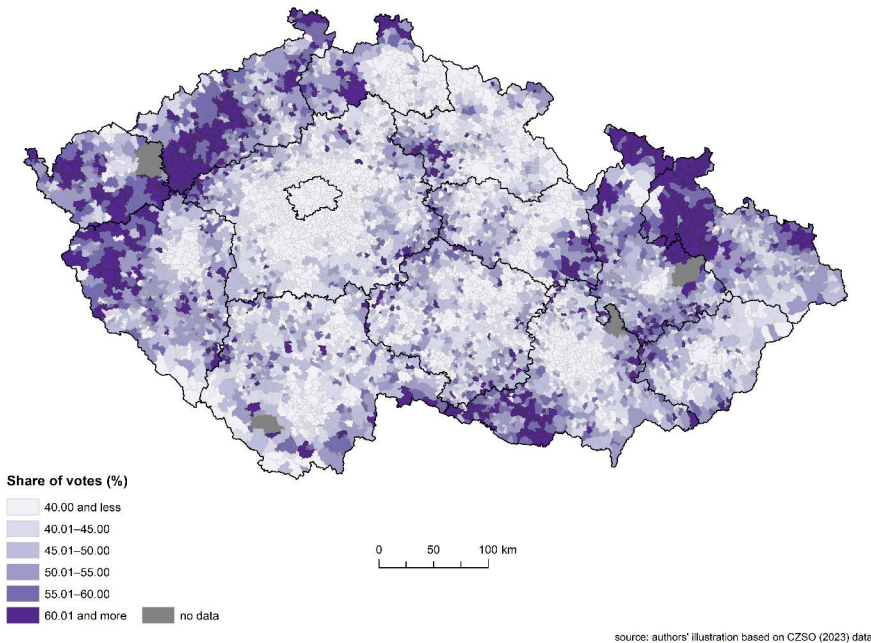 Share of votes (%)
40.00 and less
40.01–45.00
45.01–50.00
50.01–55.00
55.01–60.00
60.01 and more
no data
0 50 100 km
source: authors' illustration based on CZSO (2023) data